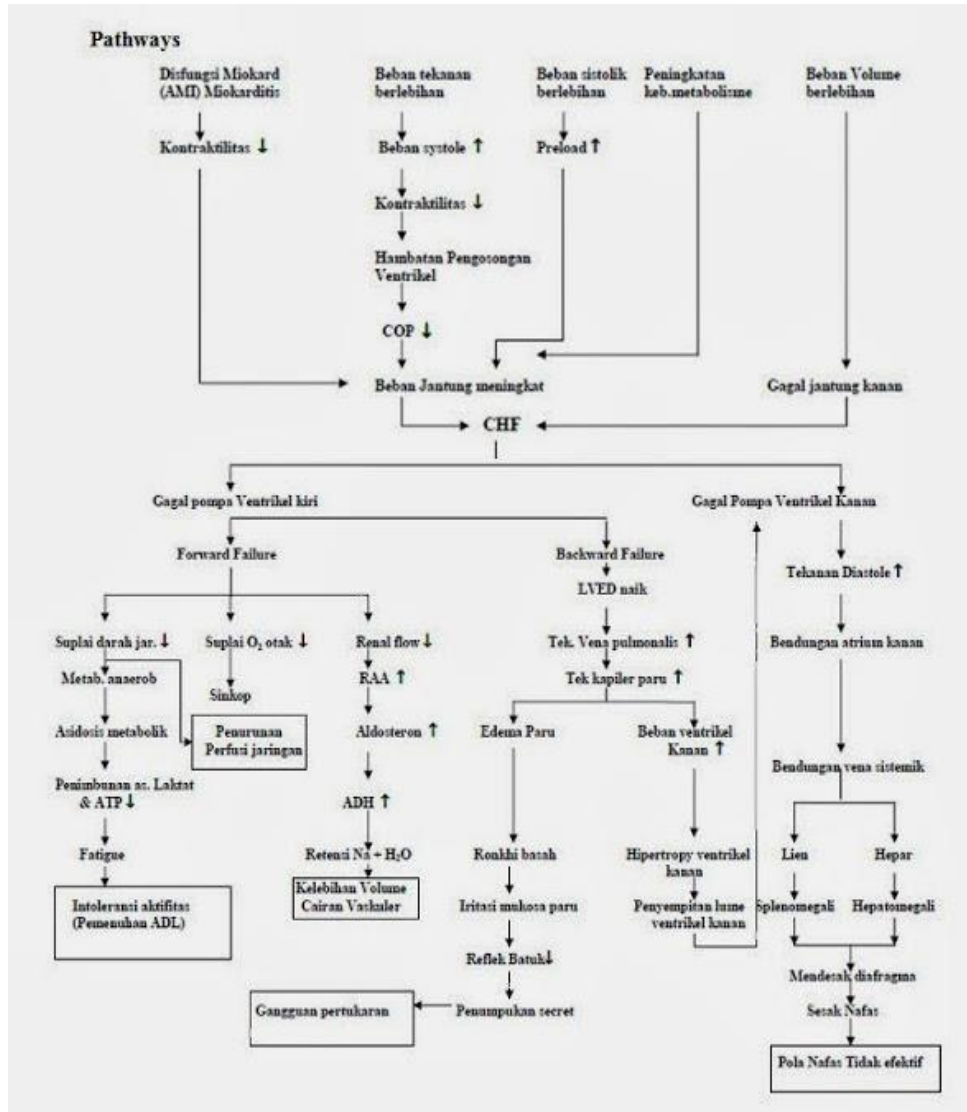 Pathways
Disfungsi Miokard
(AMI) Miokarditis
Beban tekanan
berlebihan
Beban sistolik
berlebihan
Peningkatan
keb.metabolisme
Beban Volume
berlebihan
Kontraktilitas ↓
Beban systole ↑
Preload ↑
Kontraktilitas ↓
Hambatan Pengosongan
Ventrikel
COP ↓
Beban Jantung meningkat
Gagal jantung kanan
CHF
Gagal pompa Ventrikel kiri
Gagal Pompa Ventrikel Kanan
Forward Failure
Backward Failure
Tekanan Diastole ↑
LVED naik
Suplai darah jar. ↓
Suplai O₂ otak ↓
Renal flow ↓
Tek. Vena pulmonalis ↑
Bendungan atrium kanan
Metab. anaerob
RAA ↑
Tek kapiler paru ↑
Sinkop
Asidosis metabolik
Penurunan
Perfusi jaringan
Aldosteron ↑
Edema Paru
Beban ventrikel
Kanan ↑
Bendungan vena sistemik
Penimbunan as. Laktat
& ATP ↓
ADH ↑
Fatigue
Retensi Na + H₂O
Ronkhi basah
Hipertropy ventrikel
kanan
Lien
Hepar
Intoleransi aktifitas
(Pemenuhan ADL)
Kelebihan Volume
Cairan Vaskuler
Iritasi mukosa paru
Penyempitan lume
ventrikel kanan
Splenomegali
Hepatomegali
Reflek Batuk ↓
Mendesak diafragma
Gangguan pertukaran
Penumpukan secret
Sesak Nafas
Pola Nafas Tidak efektif